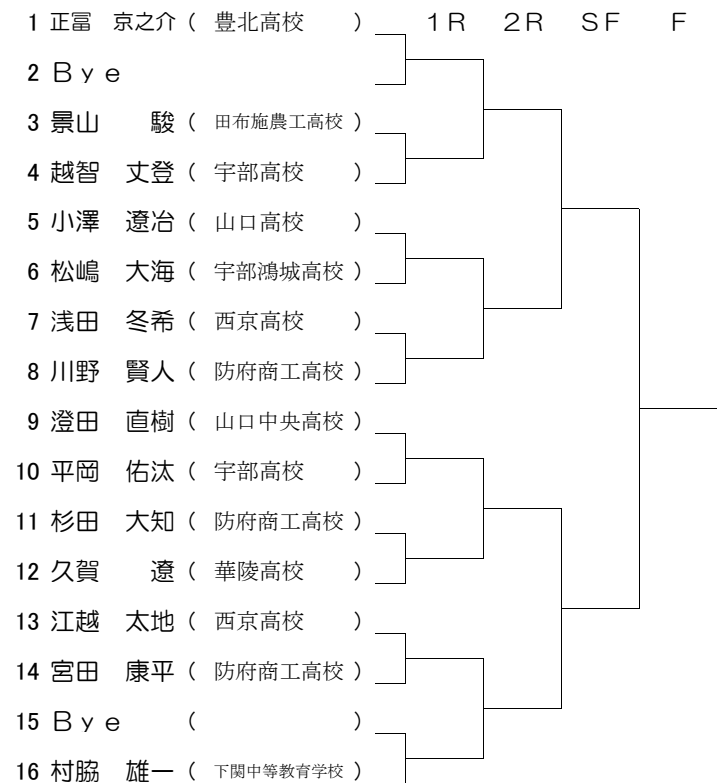 1R 2R SF F
1 正冨 京之介 ( 豊北高校 )
2 Bye
3 景山 駿 ( 田布施農工高校 )
4 越智 丈登 ( 宇部高校 )
5 小澤 遼冶 ( 山口高校 )
6 松嶋 大海 ( 宇部鴻城高校 )
7 浅田 冬希 ( 西京高校 )
8 川野 賢人 ( 防府商工高校 )
9 澄田 直樹 ( 山口中央高校 )
10 平岡 佑汰 ( 宇部高校 )
11 杉田 大知 ( 防府商工高校 )
12 久賀 遼 ( 華陵高校 )
13 江越 太地 ( 西京高校 )
14 宮田 康平 ( 防府商工高校 )
15 Bye ( )
16 村脇 雄一 ( 下関中等教育学校 )